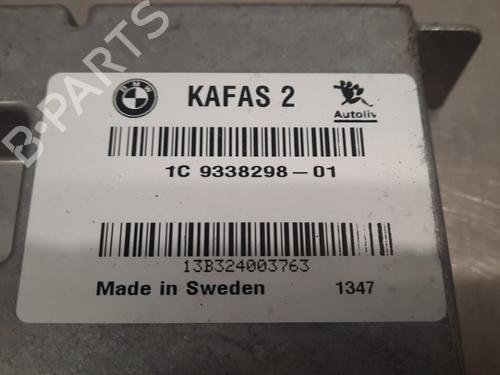 B-PARTS
BMW
KAFAS 2
Autoliv
1C 9338298-01
13B324003763
Made in Sweden 1347